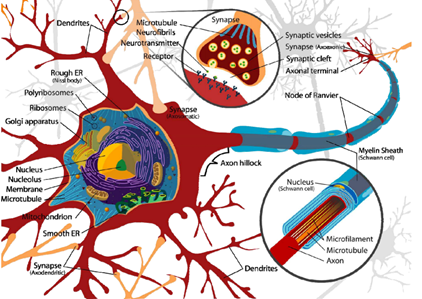 Dendrites
Microtubule
Neurofibrils
Neurotransmitter
Receptor
Synapse
Synaptic vesicles
Synapse (Axoaxonic)
Synaptic cleft
Axonal terminal
Node of Ranvier
Rough ER
(Nissl body)
Polyribosomes
Ribosomes
Golgi apparatus
Synapse
(Axosomatic)
Myelin Sheath
(Schwann cell)
Axon hillock
Nucleus
Nucleolus
Membrane
Microtubule
Mitochondrion
Smooth ER
Synapse
(Axodendritic)
Dendrites
Nucleus
(Schwann cell)
Microfilament
Microtubule
Axon